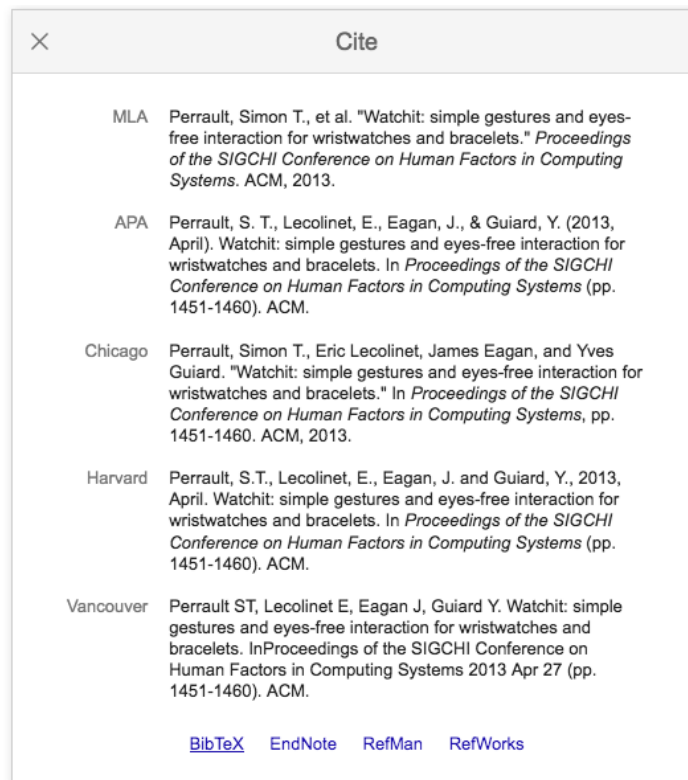 Cite
MLA Perrault, Simon T., et al. "Watchit: simple gestures and eyes-
free interaction for wristwatches and bracelets." Proceedings
of the SIGCHI Conference on Human Factors in Computing
Systems. ACM, 2013.
APA Perrault, S. T., Lecolinet, E., Eagan, J., & Guiard, Y. (2013,
April). Watchit: simple gestures and eyes-free interaction for
wristwatches and bracelets. In Proceedings of the SIGCHI
Conference on Human Factors in Computing Systems (pp.
1451-1460). ACM.
Chicago Perrault, Simon T., Eric Lecolinet, James Eagan, and Yves
Guiard. "Watchit: simple gestures and eyes-free interaction for
wristwatches and bracelets." In Proceedings of the SIGCHI
Conference on Human Factors in Computing Systems, pp.
1451-1460. ACM, 2013.
Harvard Perrault, S.T., Lecolinet, E., Eagan, J. and Guiard, Y., 2013,
April. Watchit: simple gestures and eyes-free interaction for
wristwatches and bracelets. In Proceedings of the SIGCHI
Conference on Human Factors in Computing Systems (pp.
1451-1460). ACM.
Vancouver Perrault ST, Lecolinet E, Eagan J, Guiard Y. Watchit: simple
gestures and eyes-free interaction for wristwatches and
bracelets. InProceedings of the SIGCHI Conference on
Human Factors in Computing Systems 2013 Apr 27 (pp.
1451-1460). ACM.
BibTeX EndNote RefMan RefWorks